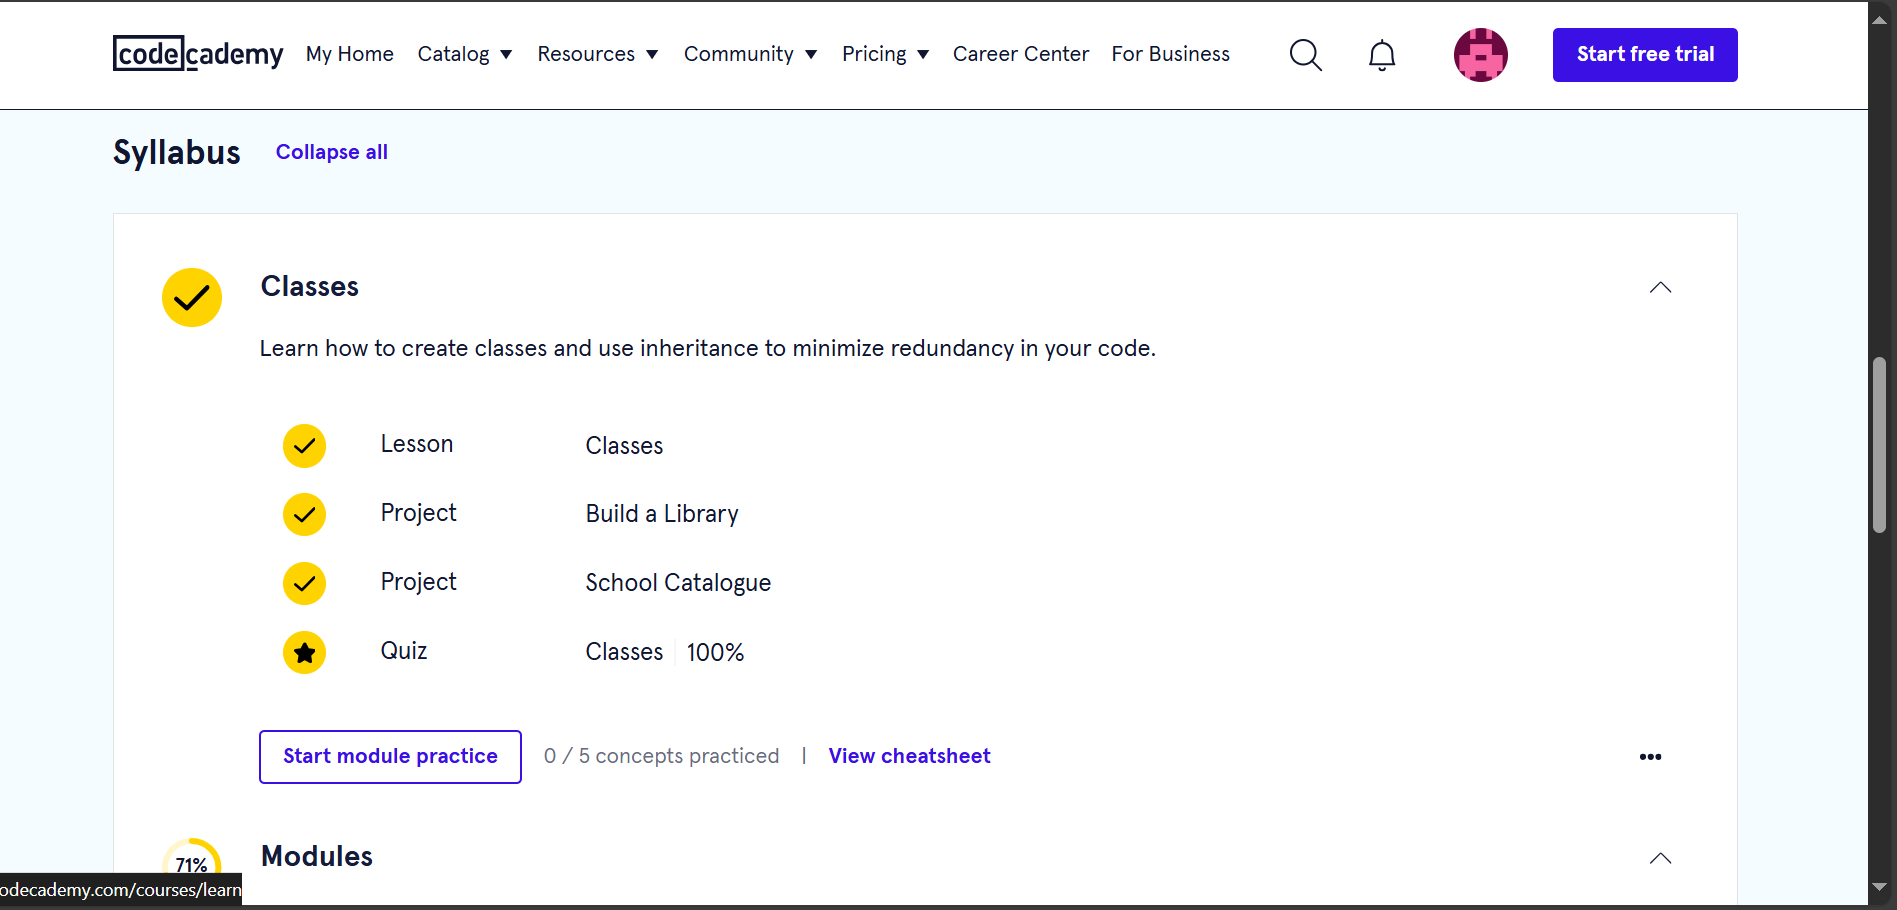 codecademy My Home Catalog Resources Community Pricing Career Center For Business Start free trial
Syllabus Collapse all
Classes
Learn how to create classes and use inheritance to minimize redundancy in your code.
Lesson Classes
Project Build a Library
Project School Catalogue
Quiz Classes 100%
Start module practice 0 / 5 concepts practiced | View cheatsheet
71% Modules
odecademy.com/courses/learn